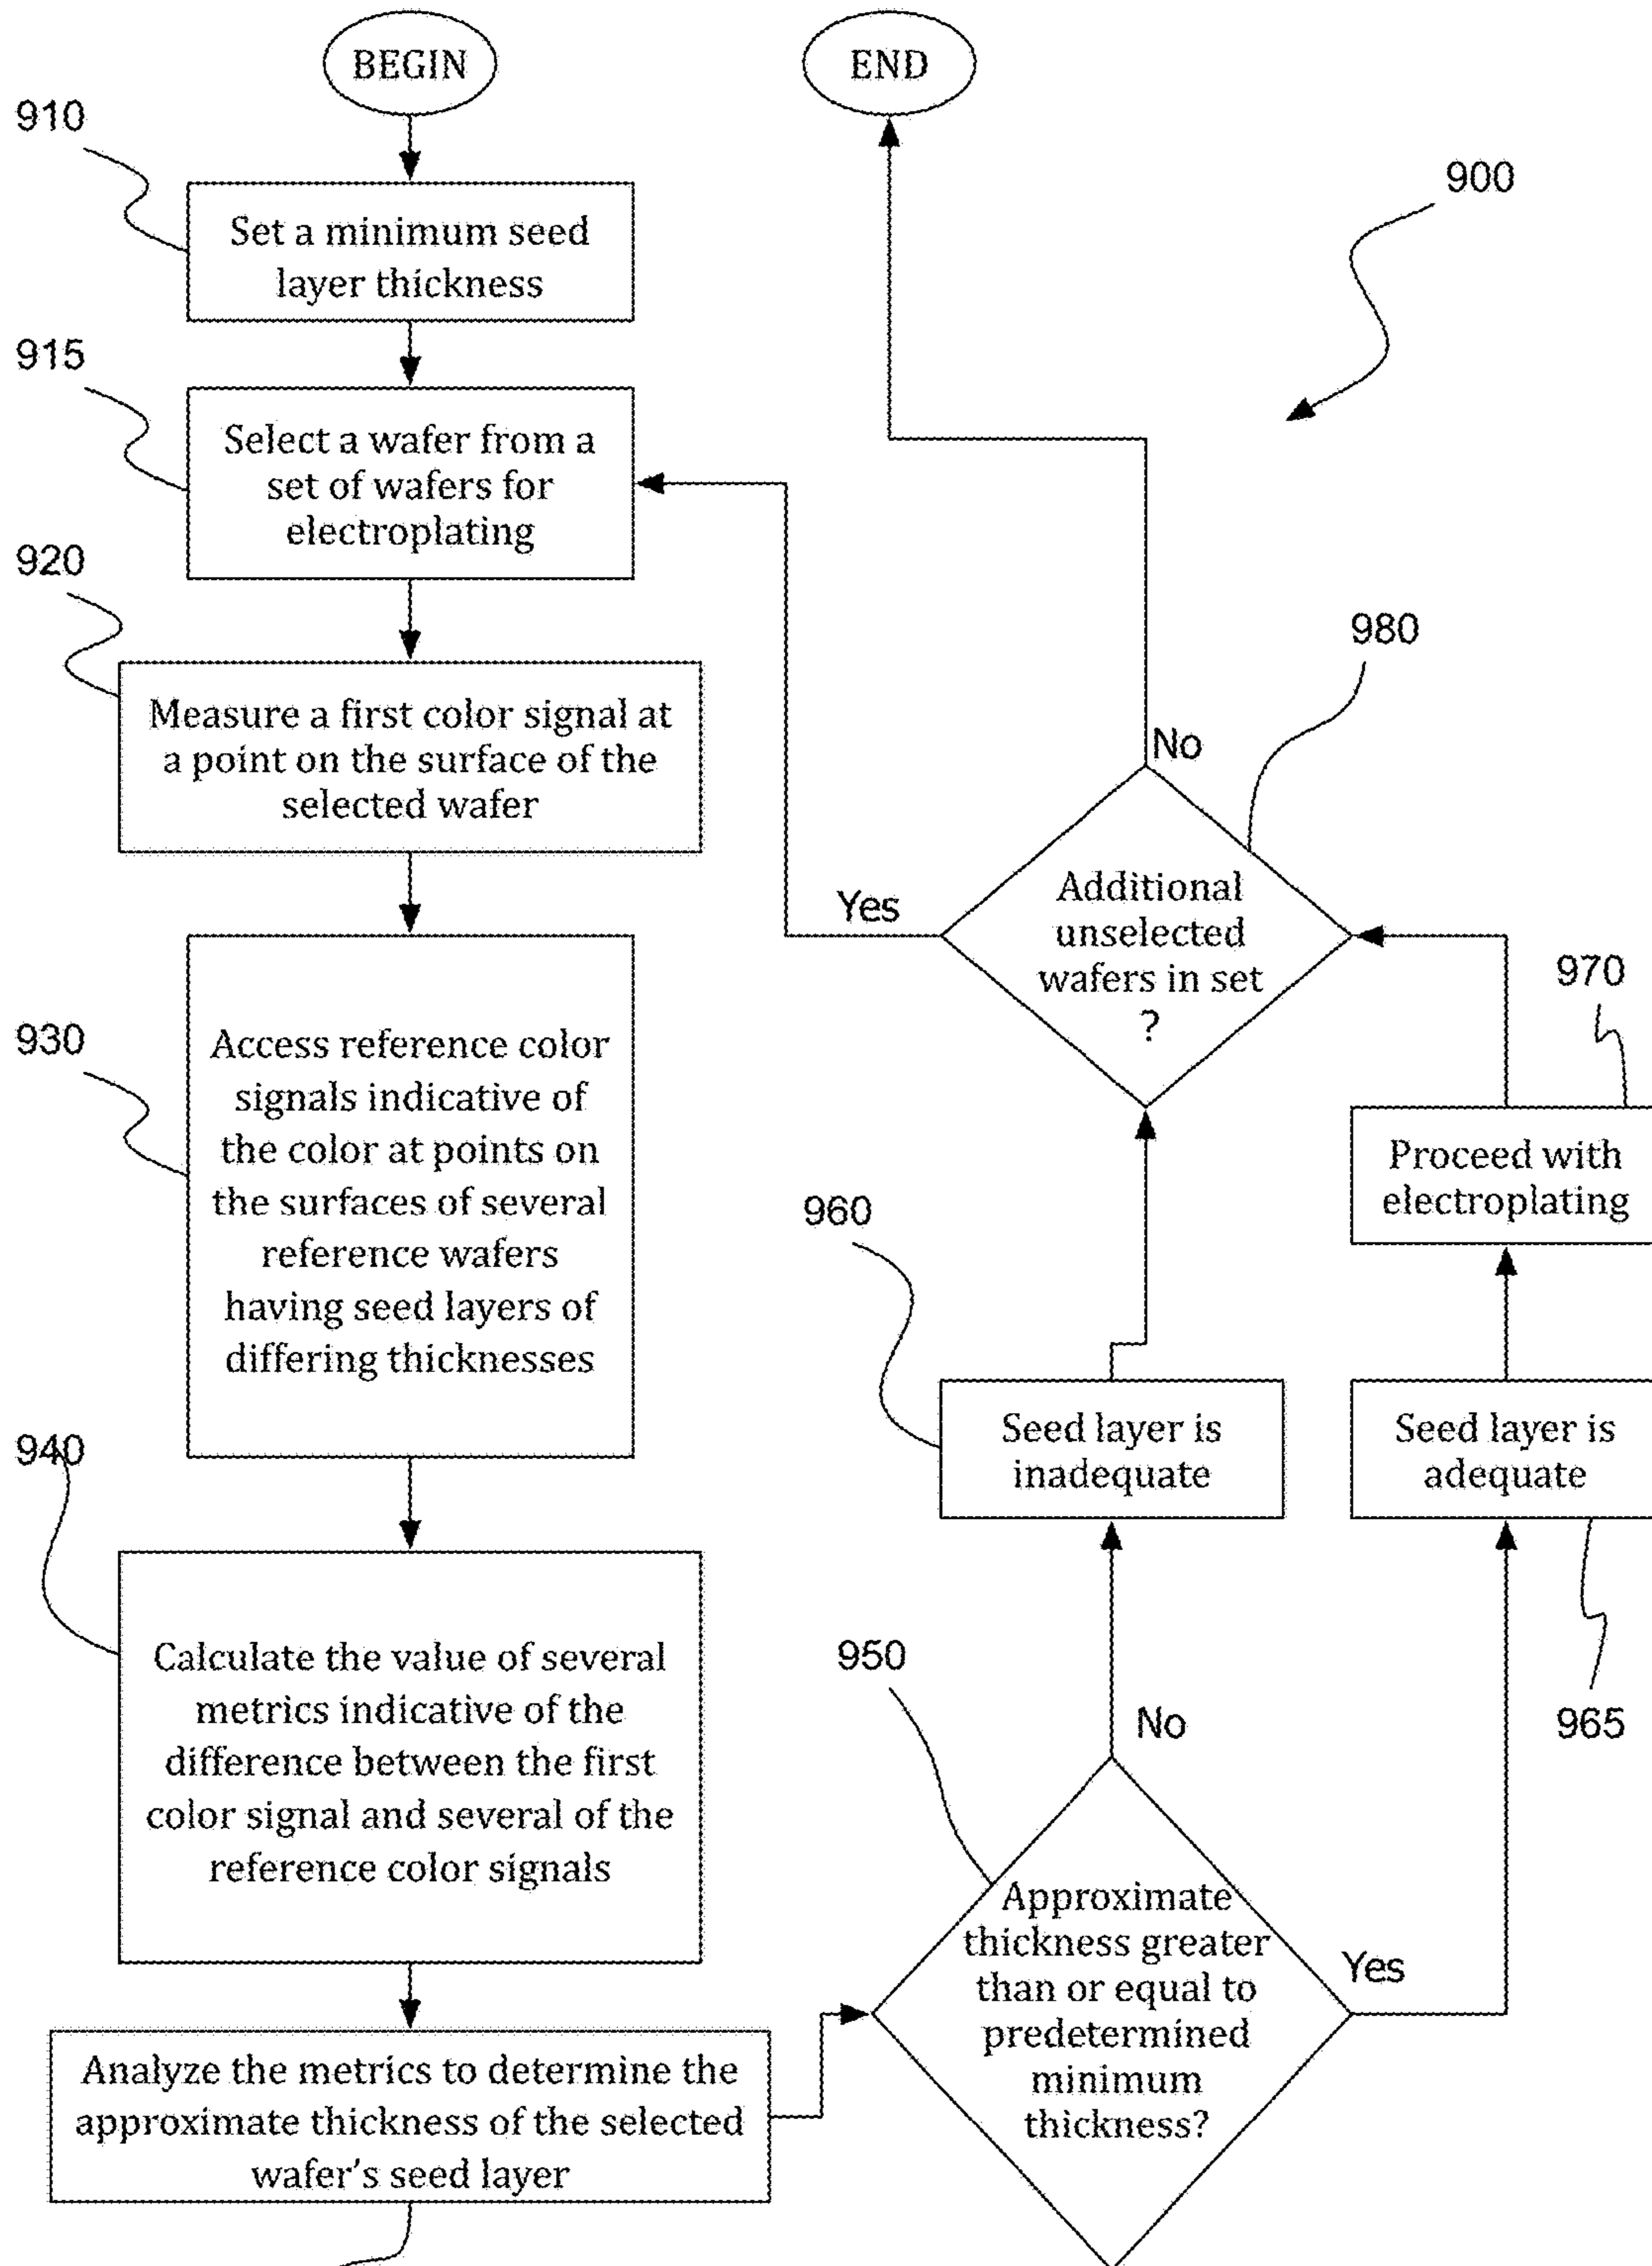 BEGIN
END
910
900
Set a minimum seed
layer thickness
915
Select a wafer from a
set of wafers for
electroplating
920
Measure a first color signal at
a point on the surface of the
selected wafer
930
Access reference color
signals indicative of
the color at points on
the surfaces of several
reference wafers
having seed layers of
differing thicknesses
940
Calculate the value of several
metrics indicative of the
difference between the first
color signal and several of the
reference color signals
Analyze the metrics to determine the
approximate thickness of the selected
wafer's seed layer
950
Approximate
thickness greater
than or equal to
predetermined
minimum
thickness?
No
Yes
960
Seed layer is
inadequate
Seed layer is
adequate
965
970
Proceed with
electroplating
980
Additional
unselected
wafers in set
?
Yes
No